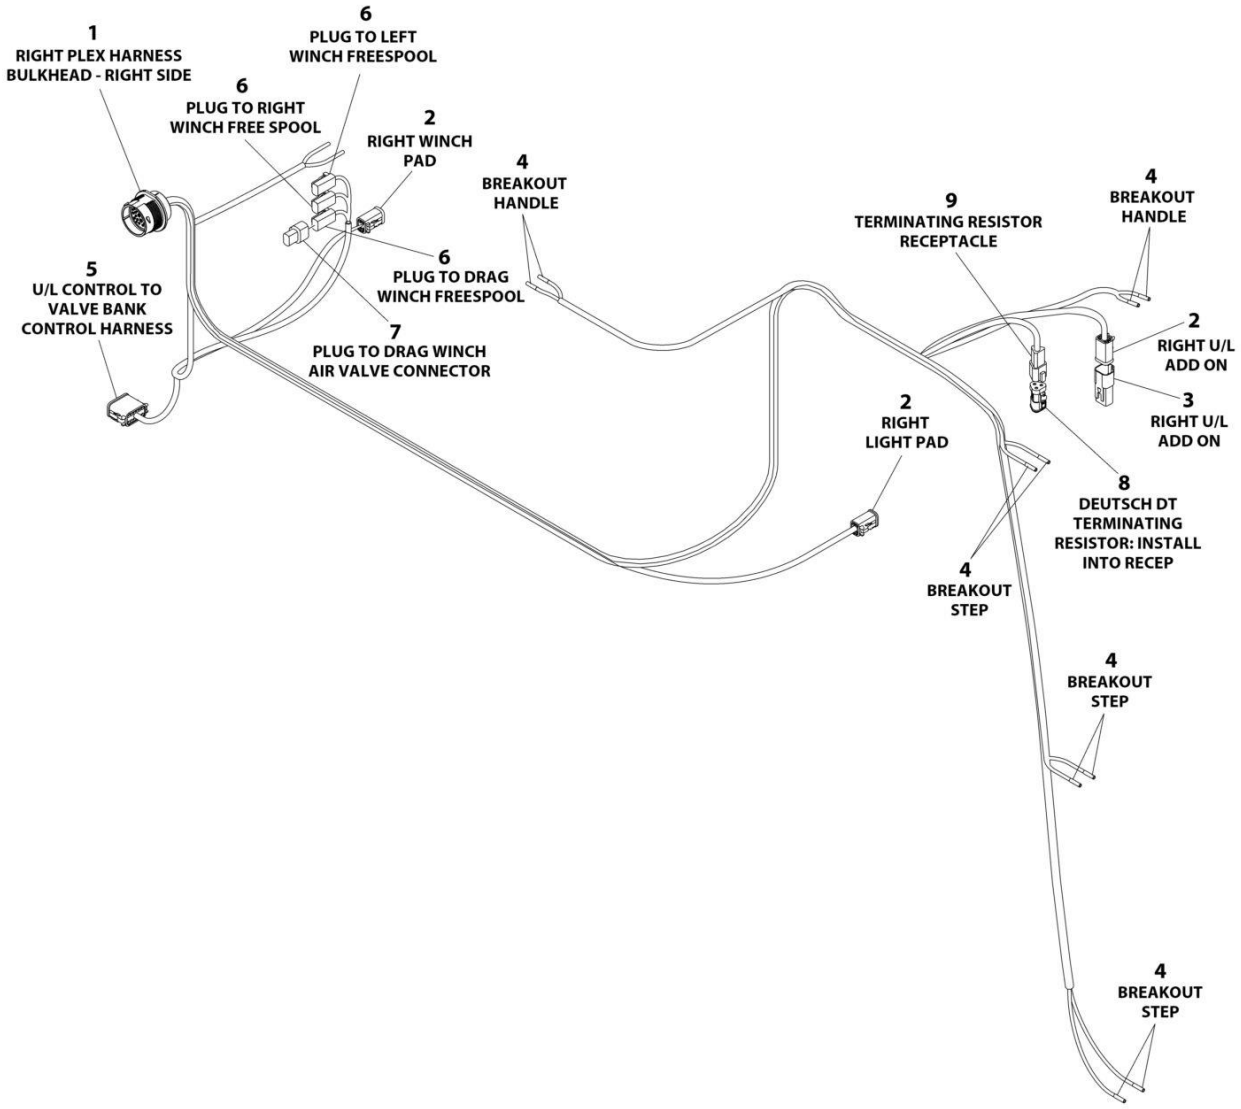 1
RIGHT PLEX HARNESS
BULKHEAD - RIGHT SIDE
6
PLUG TO LEFT
WINCH FREESPOOL
6
PLUG TO RIGHT
WINCH FREE SPOOL
2
RIGHT WINCH
PAD
4
BREAKOUT
HANDLE
9
TERMINATING RESISTOR
RECEPTACLE
4
BREAKOUT
HANDLE
5
U/L CONTROL TO
VALVE BANK
CONTROL HARNESS
6
PLUG TO DRAG
WINCH FREESPOOL
7
PLUG TO DRAG WINCH
AIR VALVE CONNECTOR
2
RIGHT U/L
ADD ON
3
RIGHT U/L
ADD ON
2
RIGHT
LIGHT PAD
8
DEUTSCH DT
TERMINATING
RESISTOR: INSTALL
INTO RECEP
4
BREAKOUT
STEP
4
BREAKOUT
STEP
4
BREAKOUT
STEP